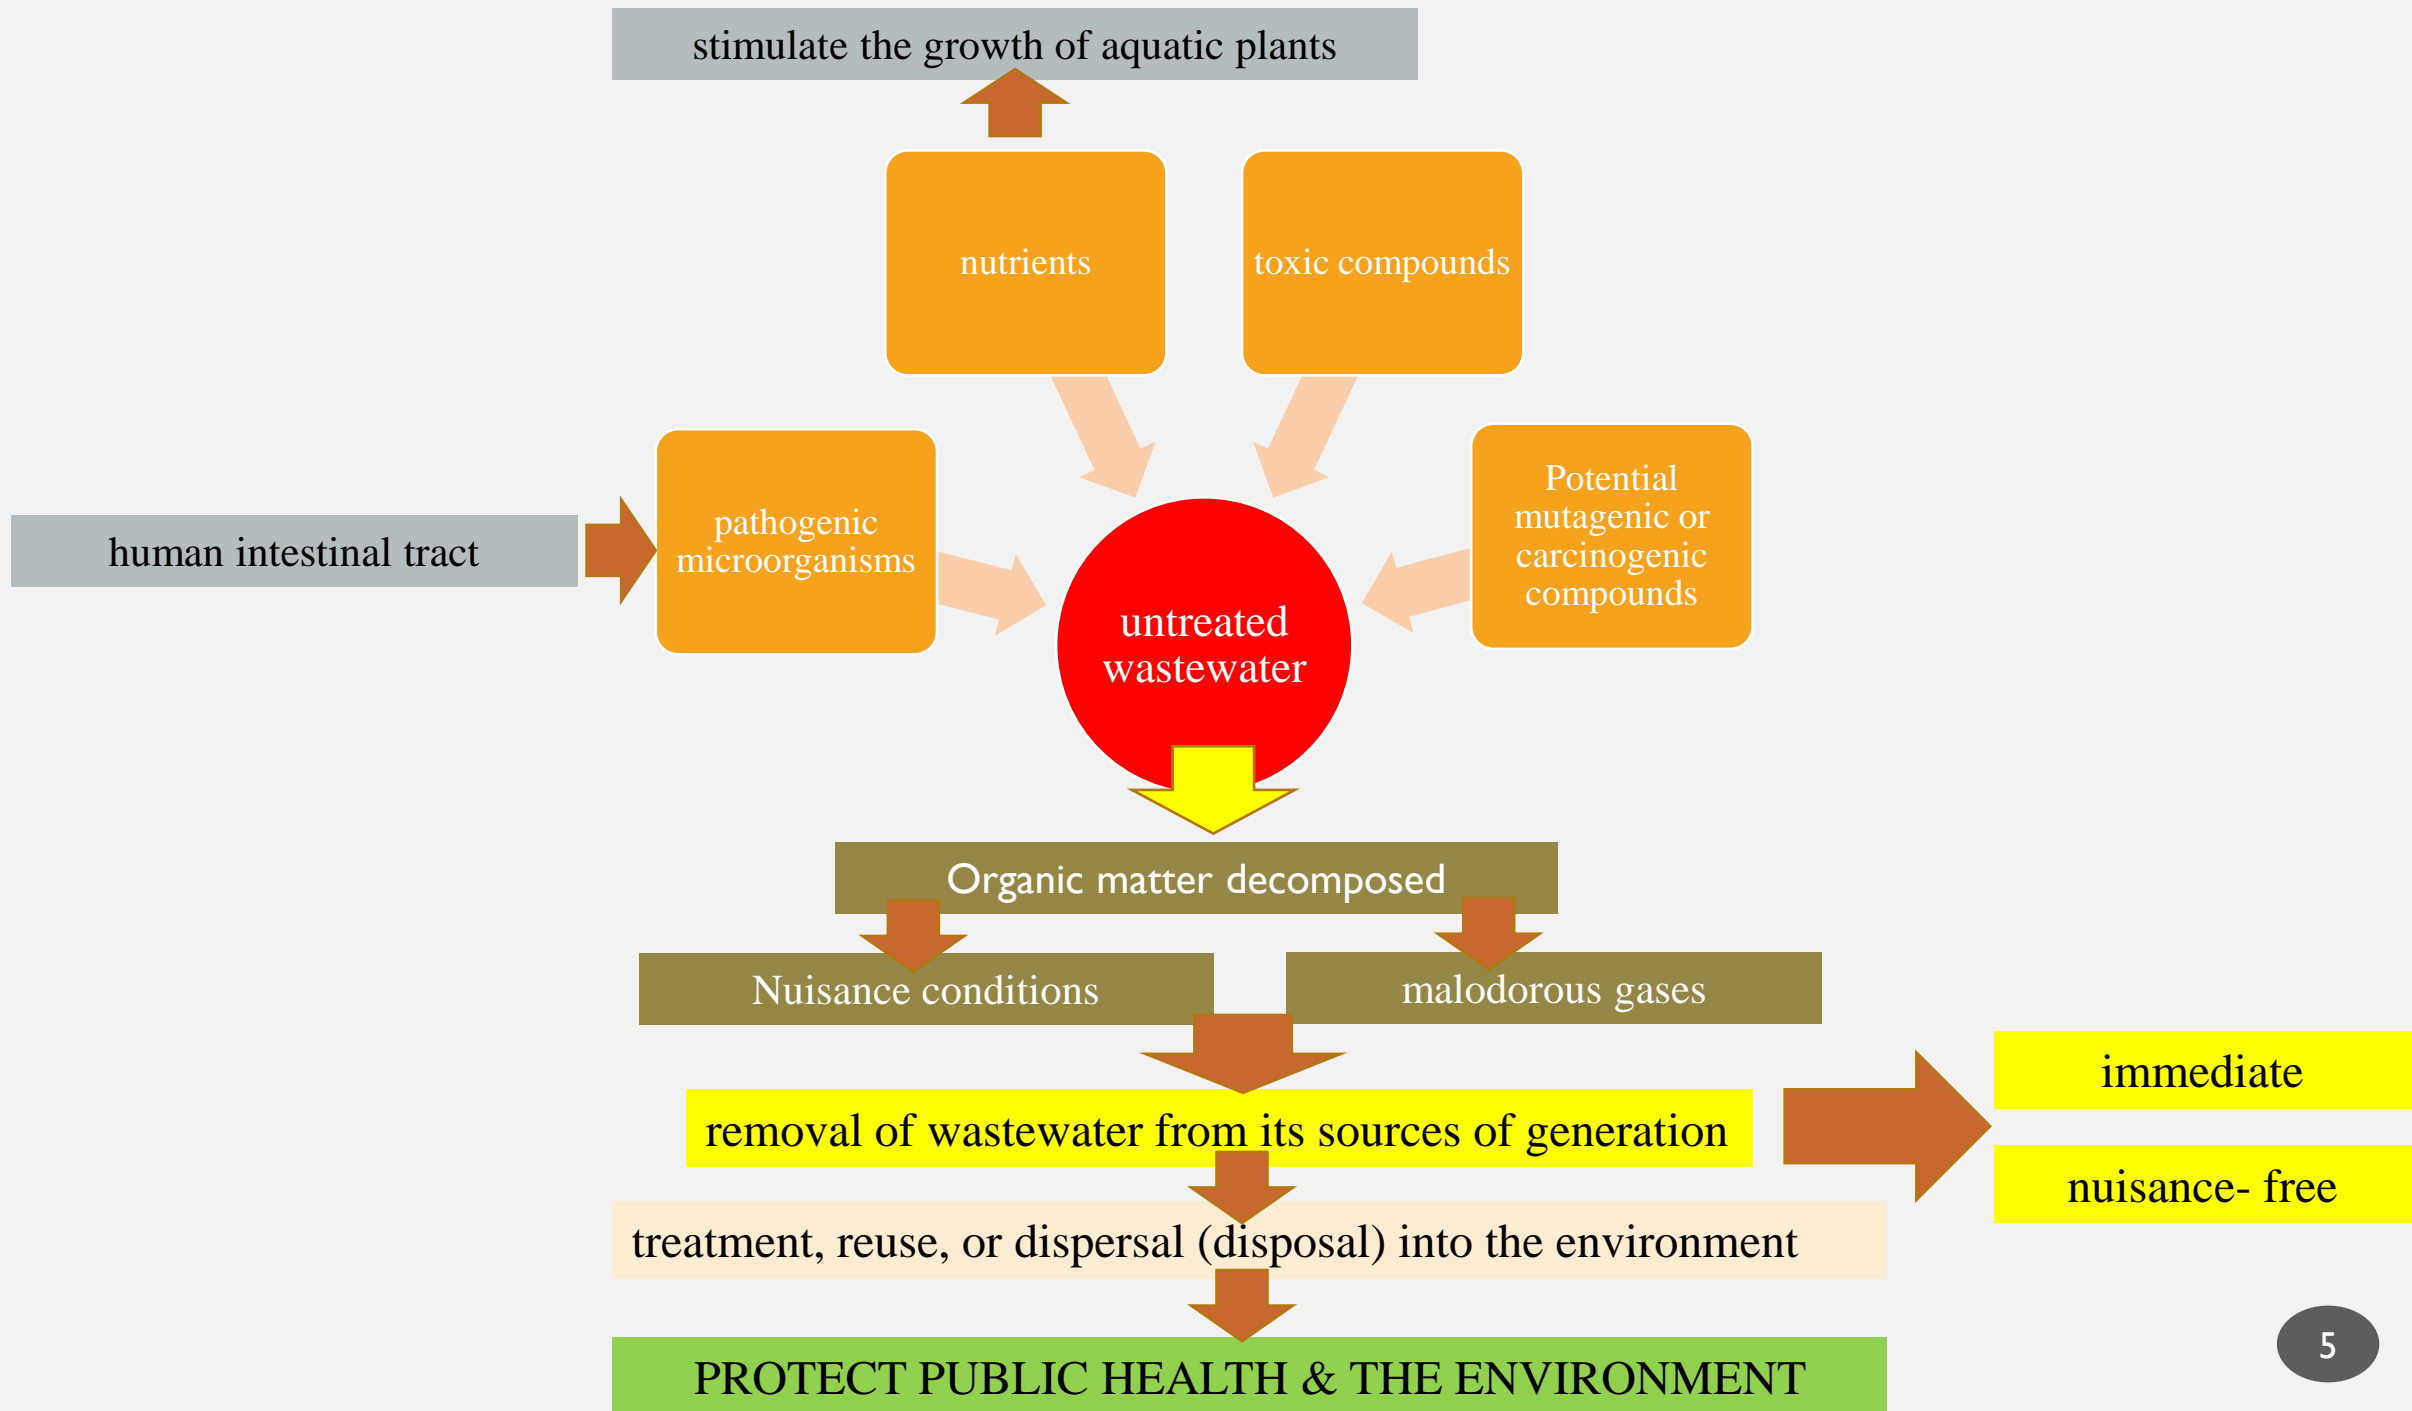 stimulate the growth of aquatic plants
nutrients
toxic compounds
human intestinal tract
pathogenic
microorganisms
Potential
mutagenic or
carcinogenic
compounds
untreated
wastewater
Organic matter decomposed
Nuisance conditions
malodorous gases
removal of wastewater from its sources of generation
immediate
nuisance- free
treatment, reuse, or dispersal (disposal) into the environment
PROTECT PUBLIC HEALTH & THE ENVIRONMENT
5